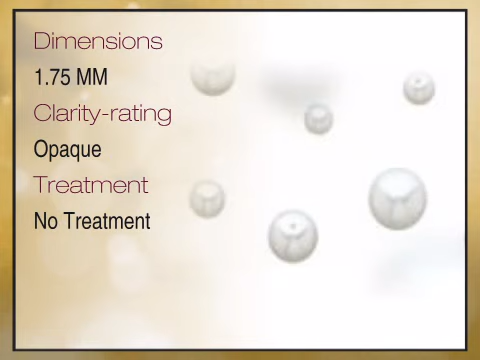 Dimensions
1.75 MM
Clarity-rating
Opaque
Treatment
No Treatment